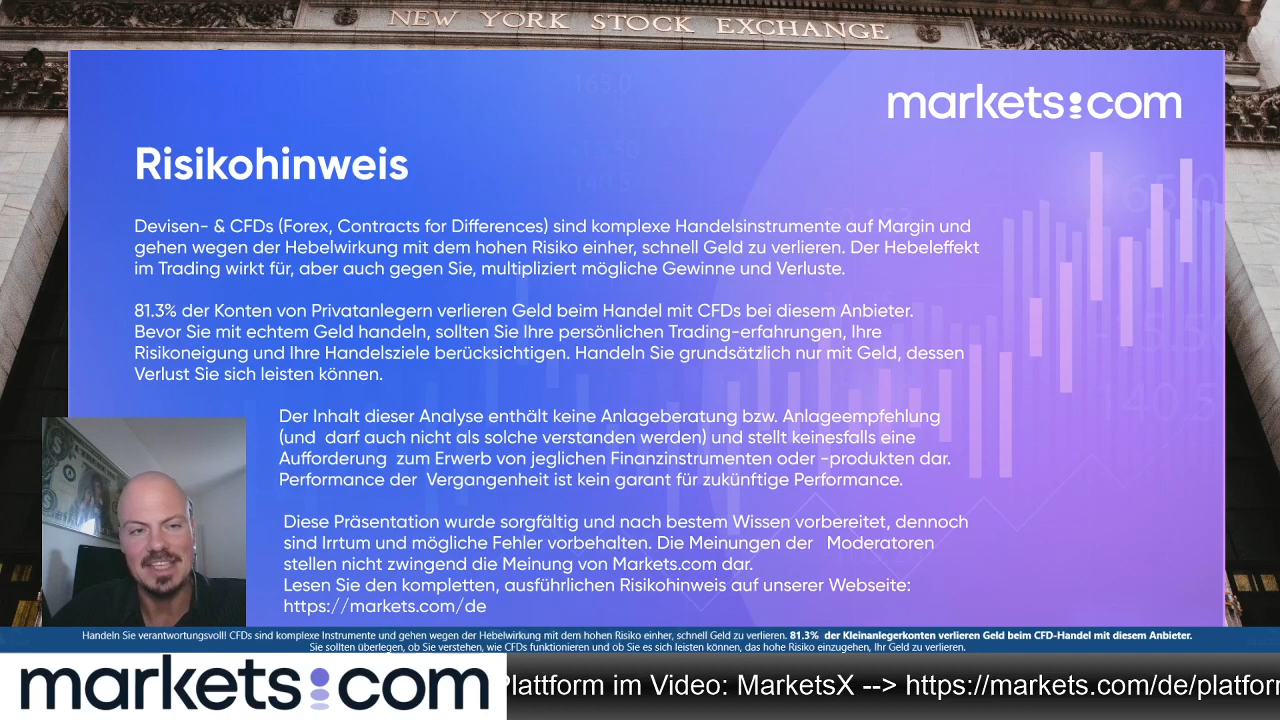 NEW YORK STOCK EXCHANGE
markets.com
Risikohinweis
Devisen- & CFDs (Forex, Contracts for Differences) sind komplexe Handelsinstrumente auf Margin und
gehen wegen der Hebelwirkung mit dem hohen Risiko einher, schnell Geld zu verlieren. Der Hebeleffekt
im Trading wirkt für, aber auch gegen Sie, multipliziert mögliche Gewinne und Verluste.
81.3% der Konten von Privatanlegern verlieren Geld beim Handel mit CFDs bei diesem Anbieter.
Bevor Sie mit echtem Geld handeln, sollten Sie Ihre persönlichen Trading-erfahrungen, Ihre
Risikoneigung und Ihre Handelsziele berücksichtigen. Handeln Sie grundsätzlich nur mit Geld, dessen
Verlust Sie sich leisten können.
Der Inhalt dieser Analyse enthält keine Anlageberatung bzw. Anlageempfehlung
(und darf auch nicht als solche verstanden werden) und stellt keinesfalls eine
Aufforderung zum Erwerb von jeglichen Finanzinstrumenten oder -produkten dar.
Performance der Vergangenheit ist kein garant für zukünftige Performance.
Diese Präsentation wurde sorgfältig und nach bestem Wissen vorbereitet, dennoch
sind Irrtum und mögliche Fehler vorbehalten. Die Meinungen der Moderatoren
stellen nicht zwingend die Meinung von Markets.com dar.
Lesen Sie den kompletten, ausführlichen Risikohinweis auf unserer Webseite:
https://markets.com/de
Handeln Sie verantwortungsvoll! CFDs sind komplexe Instrumente und gehen wegen der Hebelwirkung mit dem hohen Risiko einher, schnell Geld zu verlieren. 81.3% der Kleinanlegerkonten verlieren Geld beim CFD-Handel mit diesem Anbieter.
Sie sollten überlegen, ob Sie verstehen, wie CFDs funktionieren und ob Sie es sich leisten können, das hohe Risiko einzugehen, Ihr Geld zu verlieren.
markets.com
Plattform im Video: MarketsX --> https://markets.com/de/platfor